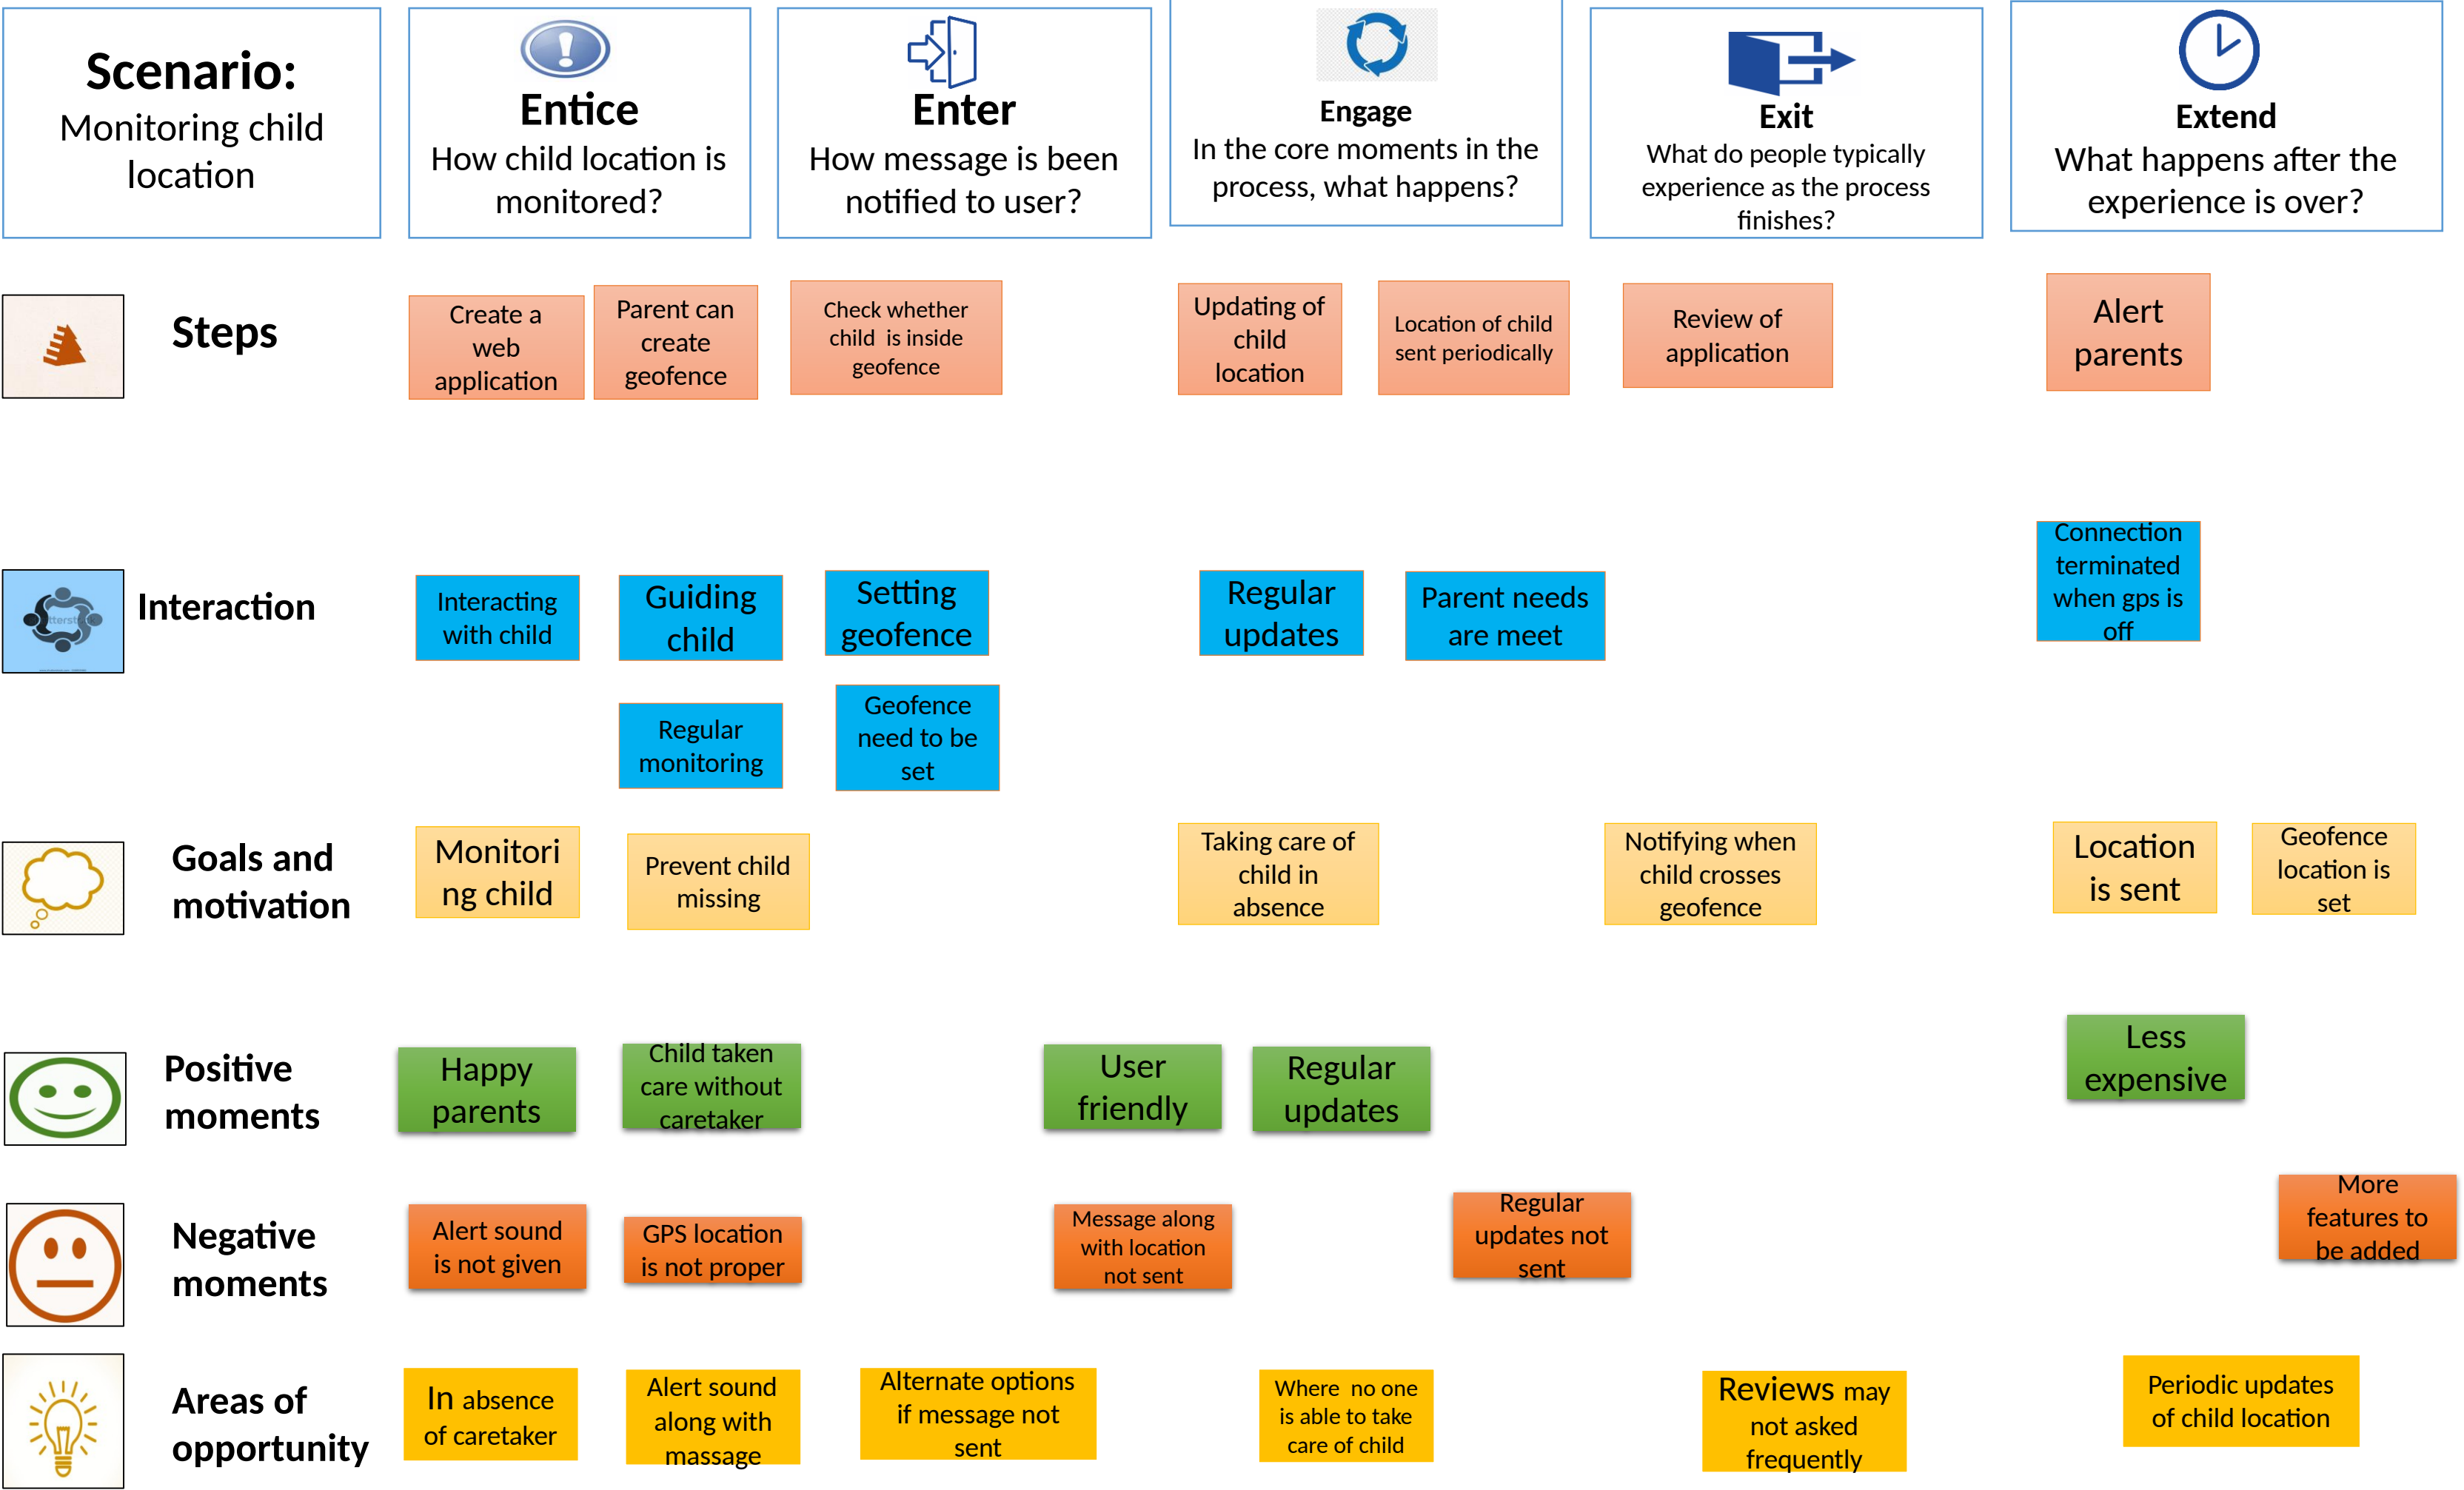 Scenario:
Monitoring child
location
Entice
How child location is
monitored?
Enter
How message is been
notified to user?
Engage
In the core moments in the
process, what happens?
Exit
What do people typically
experience as the process
finishes?
Extend
What happens after the
experience is over?
Steps
Create a
web
application
Parent can
create
geofence
Check whether
child  is inside
geofence
Updating of
child
location
Location of child
sent periodically
Review of
application
Alert
parents
Interaction
Interacting
with child
Guiding
child
Setting
geofence
Regular
updates
Parent needs
are meet
Connection
terminated
when gps is
off
Regular
monitoring
Geofence
need to be
set
Goals and
motivation
Monitori
ng child
Prevent child
missing
Taking care of
child in
absence
Notifying when
child crosses
geofence
Location
is sent
Geofence
location is
set
Positive
moments
Happy
parents
Child taken
care without
caretaker
User
friendly
Regular
updates
Less
expensive
Negative
moments
Alert sound
is not given
GPS location
is not proper
Message along
with location
not sent
Regular
updates not
sent
More
features to
be added
Areas of
opportunity
In absence
of caretaker
Alert sound
along with
massage
Alternate options
if message not
sent
Where  no one
is able to take
care of child
Reviews may
not asked
frequently
Periodic updates
of child location